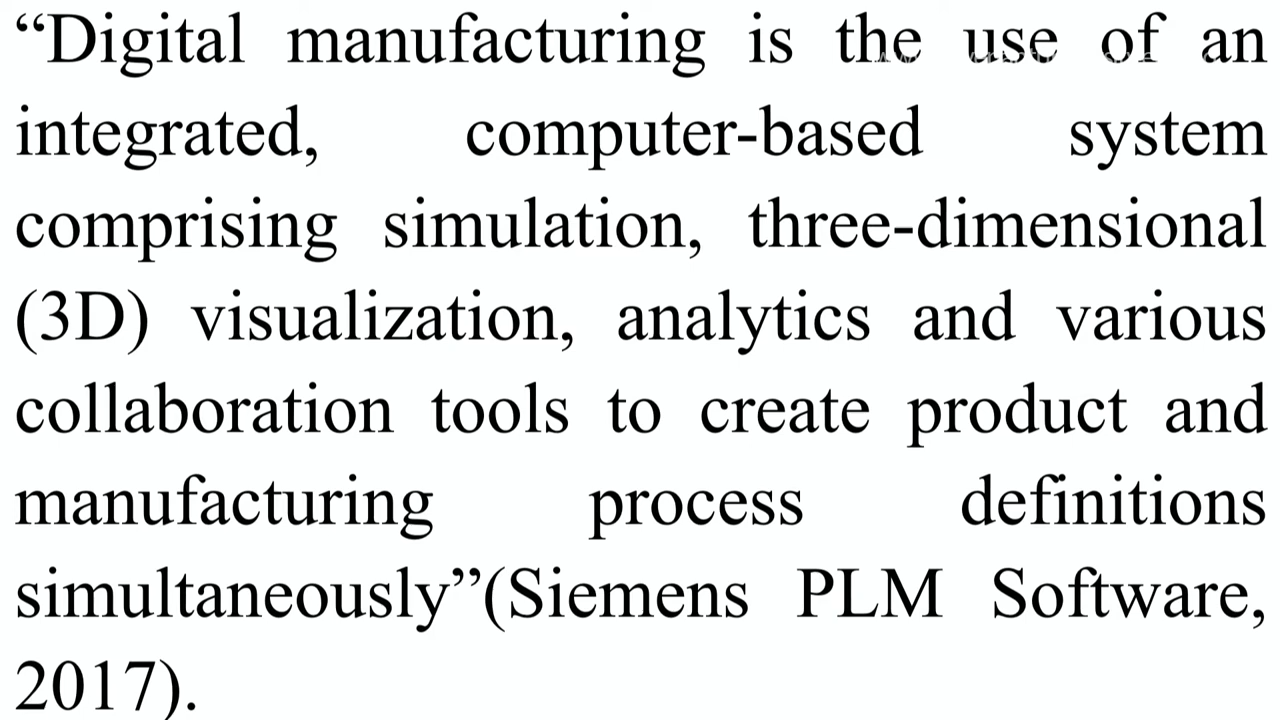 “Digital manufacturing is the use of an
integrated, computer-based system
comprising simulation, three-dimensional
(3D) visualization, analytics and various
collaboration tools to create product and
manufacturing process definitions
simultaneously”(Siemens PLM Software,
2017).